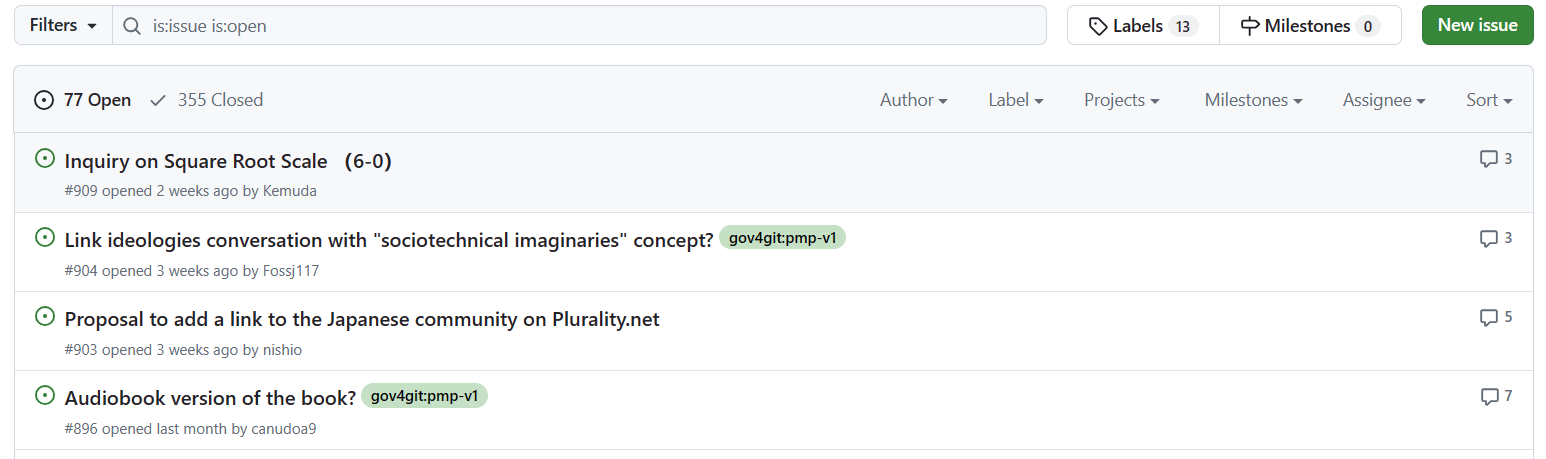 Filters
is:issue is:open
Labels 13
Milestones 0
New issue
77 Open
355 Closed
Author
Label
Projects
Milestones
Assignee
Sort
Inquiry on Square Root Scale （6-0）
3
#909 opened 2 weeks ago by Kemuda
Link ideologies conversation with "sociotechnical imaginaries" concept? gov4git:pmp-v1
3
#904 opened 3 weeks ago by Fossj117
Proposal to add a link to the Japanese community on Plurality.net
5
#903 opened 3 weeks ago by nishio
Audiobook version of the book? gov4git:pmp-v1
7
#896 opened last month by canudoa9